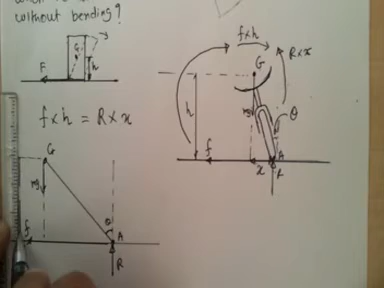 without bending?
G
F
h
f x h = R x x
f x h
R x x
G
h
mg
θ
f
x
A
G
mg
θ
A
f
R